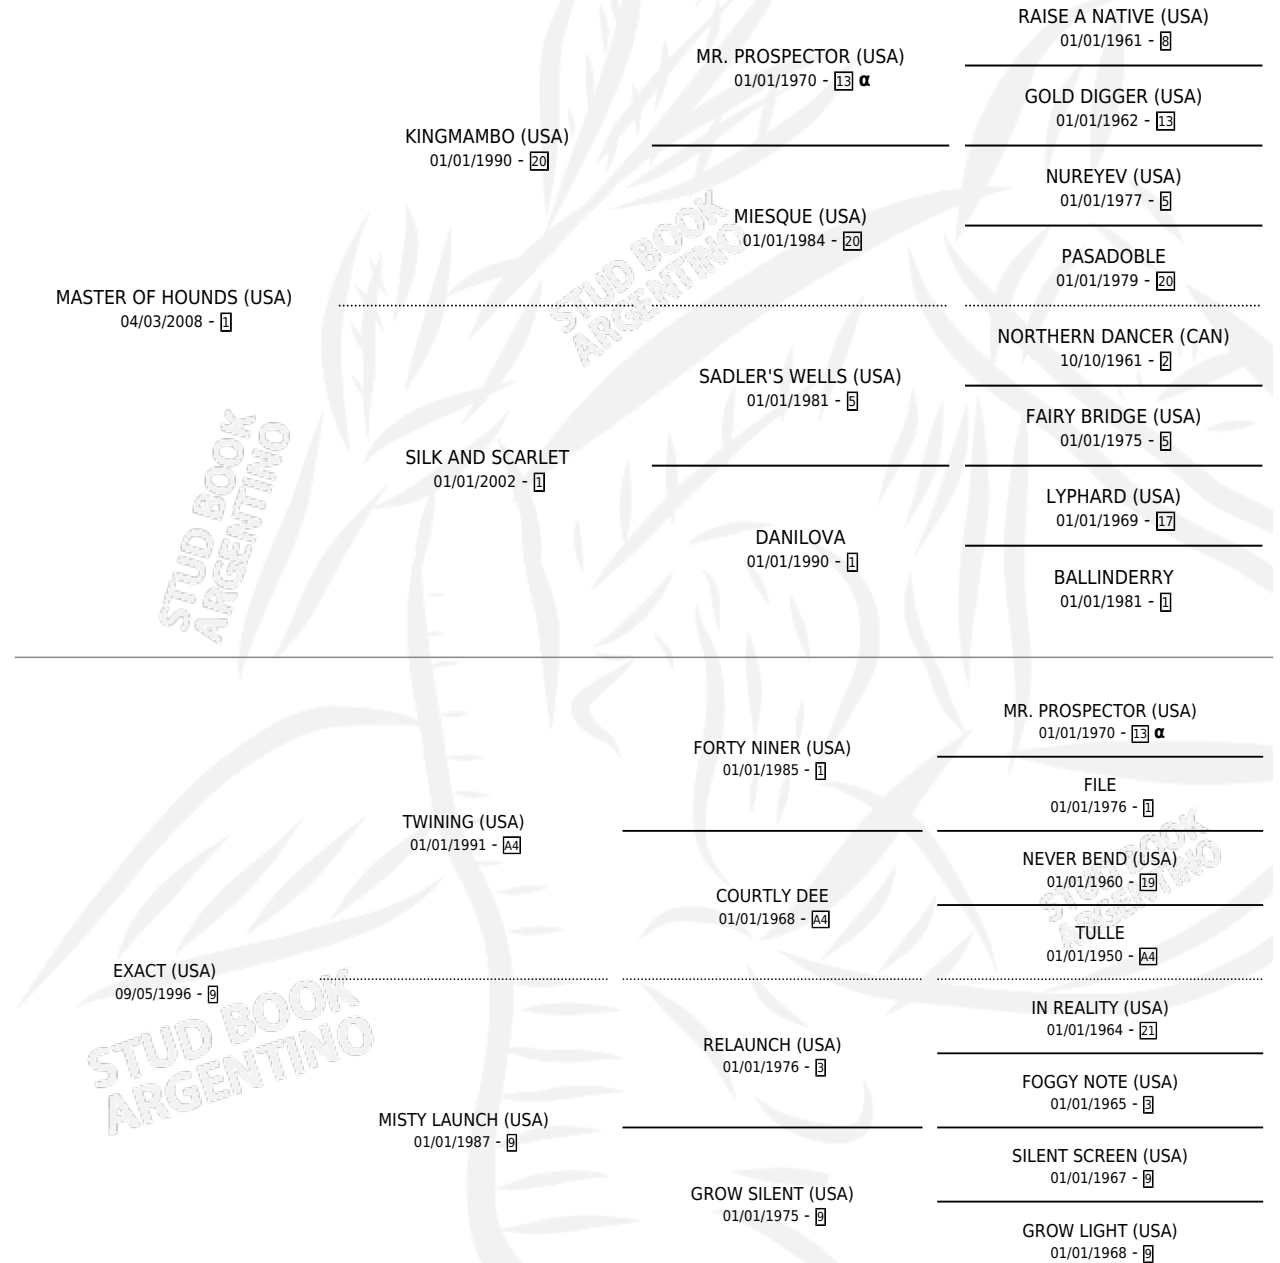 RAISE A NATIVE (USA)
01/01/1961 - 8
MR. PROSPECTOR (USA)
01/01/1970 - 13 α
GOLD DIGGER (USA)
01/01/1962 - 13
KINGMAMBO (USA)
01/01/1990 - 20
NUREYEV (USA)
01/01/1977 - 5
MIESQUE (USA)
01/01/1984 - 20
PASADOBLE
01/01/1979 - 20
MASTER OF HOUNDS (USA)
04/03/2008 - 1
NORTHERN DANCER (CAN)
10/10/1961 - 2
SADLER'S WELLS (USA)
01/01/1981 - 5
FAIRY BRIDGE (USA)
01/01/1975 - 5
SILK AND SCARLET
01/01/2002 - 1
LYPHARD (USA)
01/01/1969 - 17
DANILOVA
01/01/1990 - 1
BALLINDERRY
01/01/1981 - 1
MR. PROSPECTOR (USA)
01/01/1970 - 13 α
FORTY NINER (USA)
01/01/1985 - 1
FILE
01/01/1976 - 1
TWINING (USA)
01/01/1991 - A4
NEVER BEND (USA)
01/01/1960 - 19
COURTLY DEE
01/01/1968 - A4
TULLE
01/01/1950 - A4
EXACT (USA)
09/05/1996 - 9
IN REALITY (USA)
01/01/1964 - 21
RELAUNCH (USA)
01/01/1976 - 3
FOGGY NOTE (USA)
01/01/1965 - 3
MISTY LAUNCH (USA)
01/01/1987 - 9
SILENT SCREEN (USA)
01/01/1967 - 9
GROW SILENT (USA)
01/01/1975 - 9
GROW LIGHT (USA)
01/01/1968 - 9
STUD BOOK
ARGENTINO
STUD BOOK
ARGENTINO
STUD BOOK
ARGENTINO
STUD BOOK
ARGENTINO